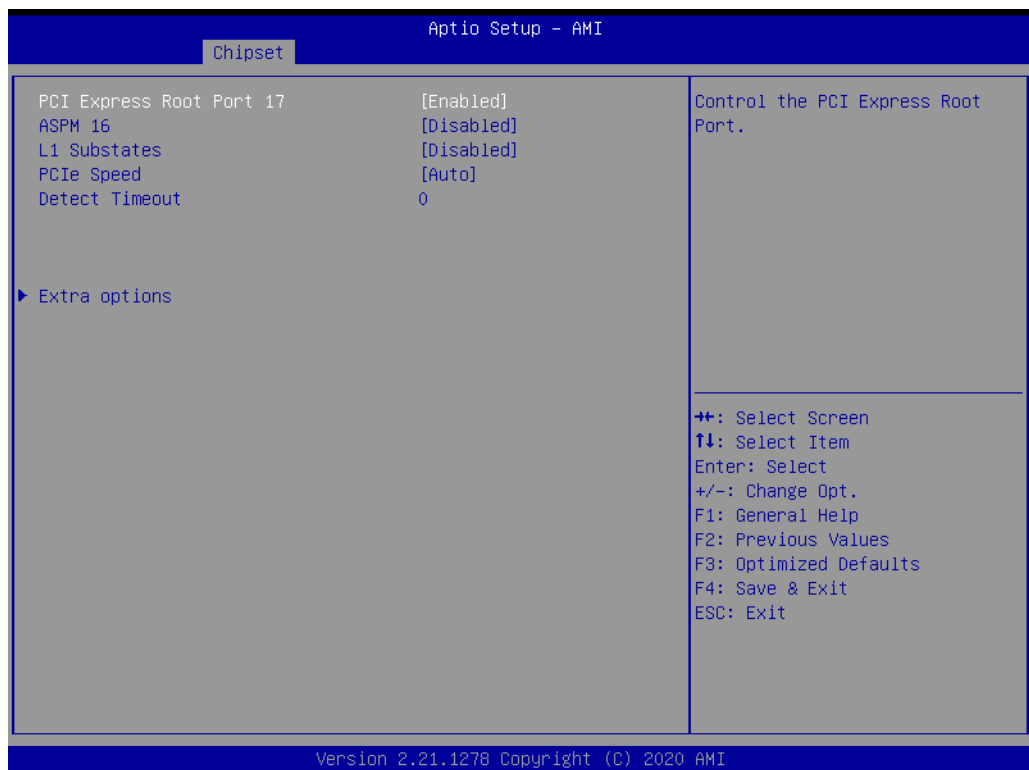 Aptio Setup – AMI
Chipset
PCI Express Root Port 17 [Enabled]
ASPM 16 [Disabled]
L1 Substates [Disabled]
PCIe Speed [Auto]
Detect Timeout 0
▶ Extra options
Control the PCI Express Root
Port.
→←: Select Screen
↑↓: Select Item
Enter: Select
+/-: Change Opt.
F1: General Help
F2: Previous Values
F3: Optimized Defaults
F4: Save & Exit
ESC: Exit
Version 2.21.1278 Copyright (C) 2020 AMI